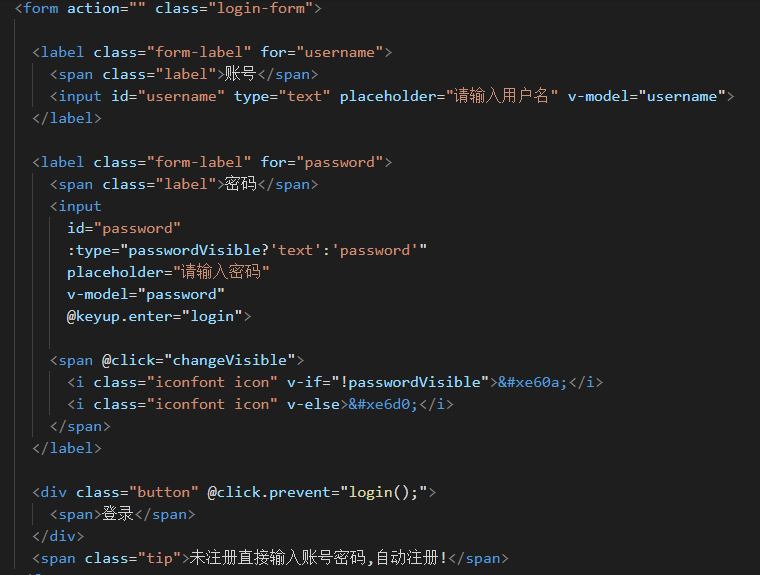 <form action="" class="login-form">
<label class="form-label" for="username">
<span class="label">账号</span>
<input id="username" type="text" placeholder="请输入用户名" v-model="username">
</label>
<label class="form-label" for="password">
<span class="label">密码</span>
<input
id="password"
:type="passwordVisible?'text':'password'"
placeholder="请输入密码"
v-model="password"
@keyup.enter="login">
<span @click="changeVisible">
<i class="iconfont icon" v-if="!passwordVisible">&#xe60a;</i>
<i class="iconfont icon" v-else>&#xe6d0;</i>
</span>
</label>
<div class="button" @click.prevent="login();">
<span>登录</span>
</div>
<span class="tip">未注册直接输入账号密码,自动注册!</span>